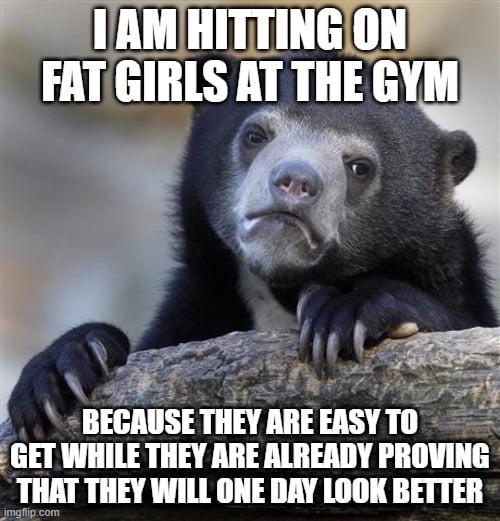 I AM HITTING ON
FAT GIRLS AT THE GYM
BECAUSE THEY ARE EASY TO
GET WHILE THEY ARE ALREADY PROVING
THAT THEY WILL ONE DAY LOOK BETTER
imgflip.com